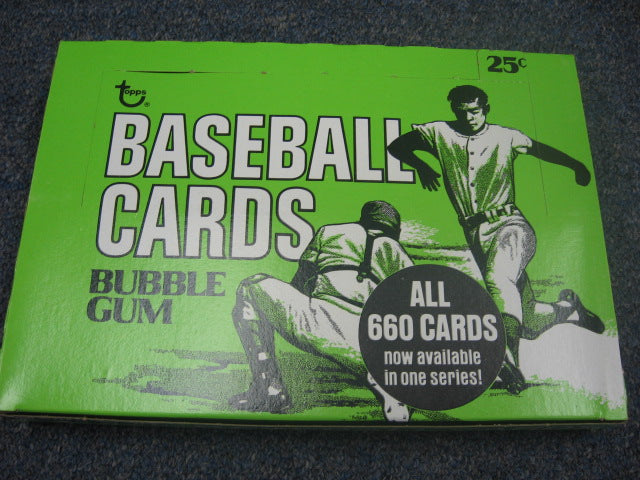 25¢
topps®
BASEBALL
CARDS
BUBBLE
GUM
ALL
660 CARDS
now available
in one series!